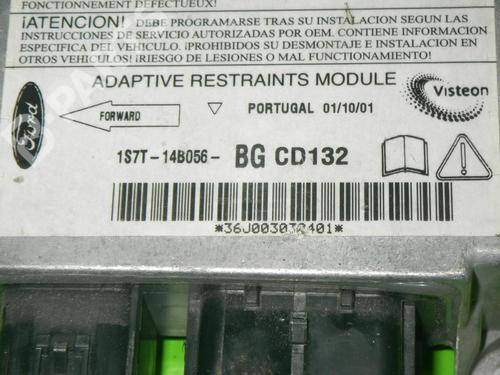 FONCTIONNEMENT DEFECTUEUX!
¡ATENCION! DEBE PROGRAMARSE TRAS SU INSTALACION SEGUN LAS
INSTRUCCIONES DE SERVICIO AUTORIZADAS POR OEM. CONTIENE INFORMACION
ESPECIFICA DEL VEHICULO. ¡PROHIBIDO SU DESMONTAJE E INSTALACION EN
OTROS VEHICULOS! ¡RIESGO DE LESIONES O MAL FUNCIONAMIENTO!
ADAPTIVE RESTRAINTS MODULE
Visteon
Ford
FORWARD
PORTUGAL 01/10/01
1S7T-14B056- BG CD132
*36J0030302401*